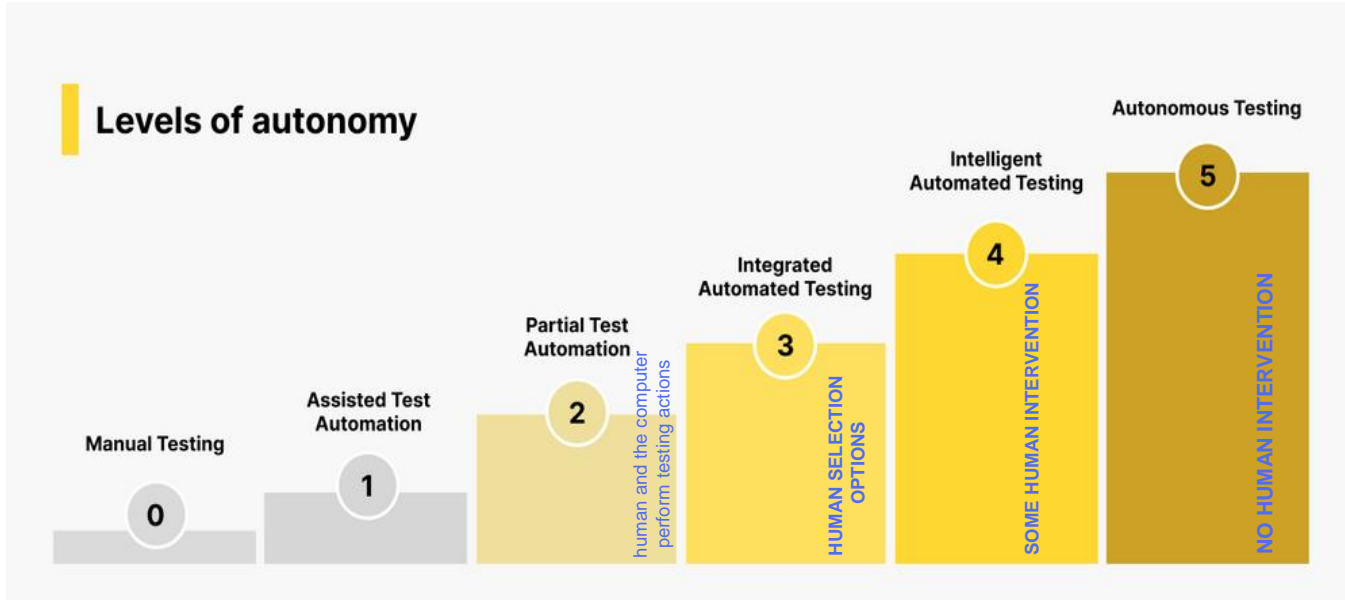 Levels of autonomy
Manual Testing
0
Assisted Test
Automation
1
Partial Test
Automation
2
human and the computer
perform testing actions
Integrated
Automated Testing
3
HUMAN SELECTION
OPTIONS
Intelligent
Automated Testing
4
SOME HUMAN INTERVENTION
Autonomous Testing
5
NO HUMAN INTERVENTION